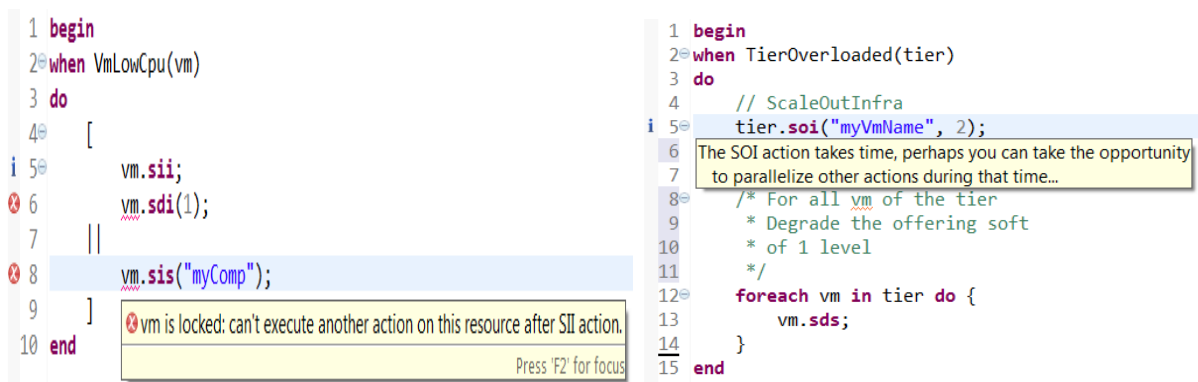 1 begin
2 when VmLowCpu(vm)
3 do
4 [
i 5 vm.sii;
6 vm.sdi(1);
7 ||
8 vm.sis("myComp");
9 ]
vm is locked: can't execute another action on this resource after SII action.
Press 'F2' for focus
10 end
1 begin
2 when TierOverloaded(tier)
3 do
4 // ScaleOutInfra
i 5 tier.soi("myVmName", 2);
6
The SOI action takes time, perhaps you can take the opportunity
7
to parallelize other actions during that time...
8 /* For all vm of the tier
9 * Degrade the offering soft
10 * of 1 level
11 */
12 foreach vm in tier do {
13 vm.sds;
14 }
15 end